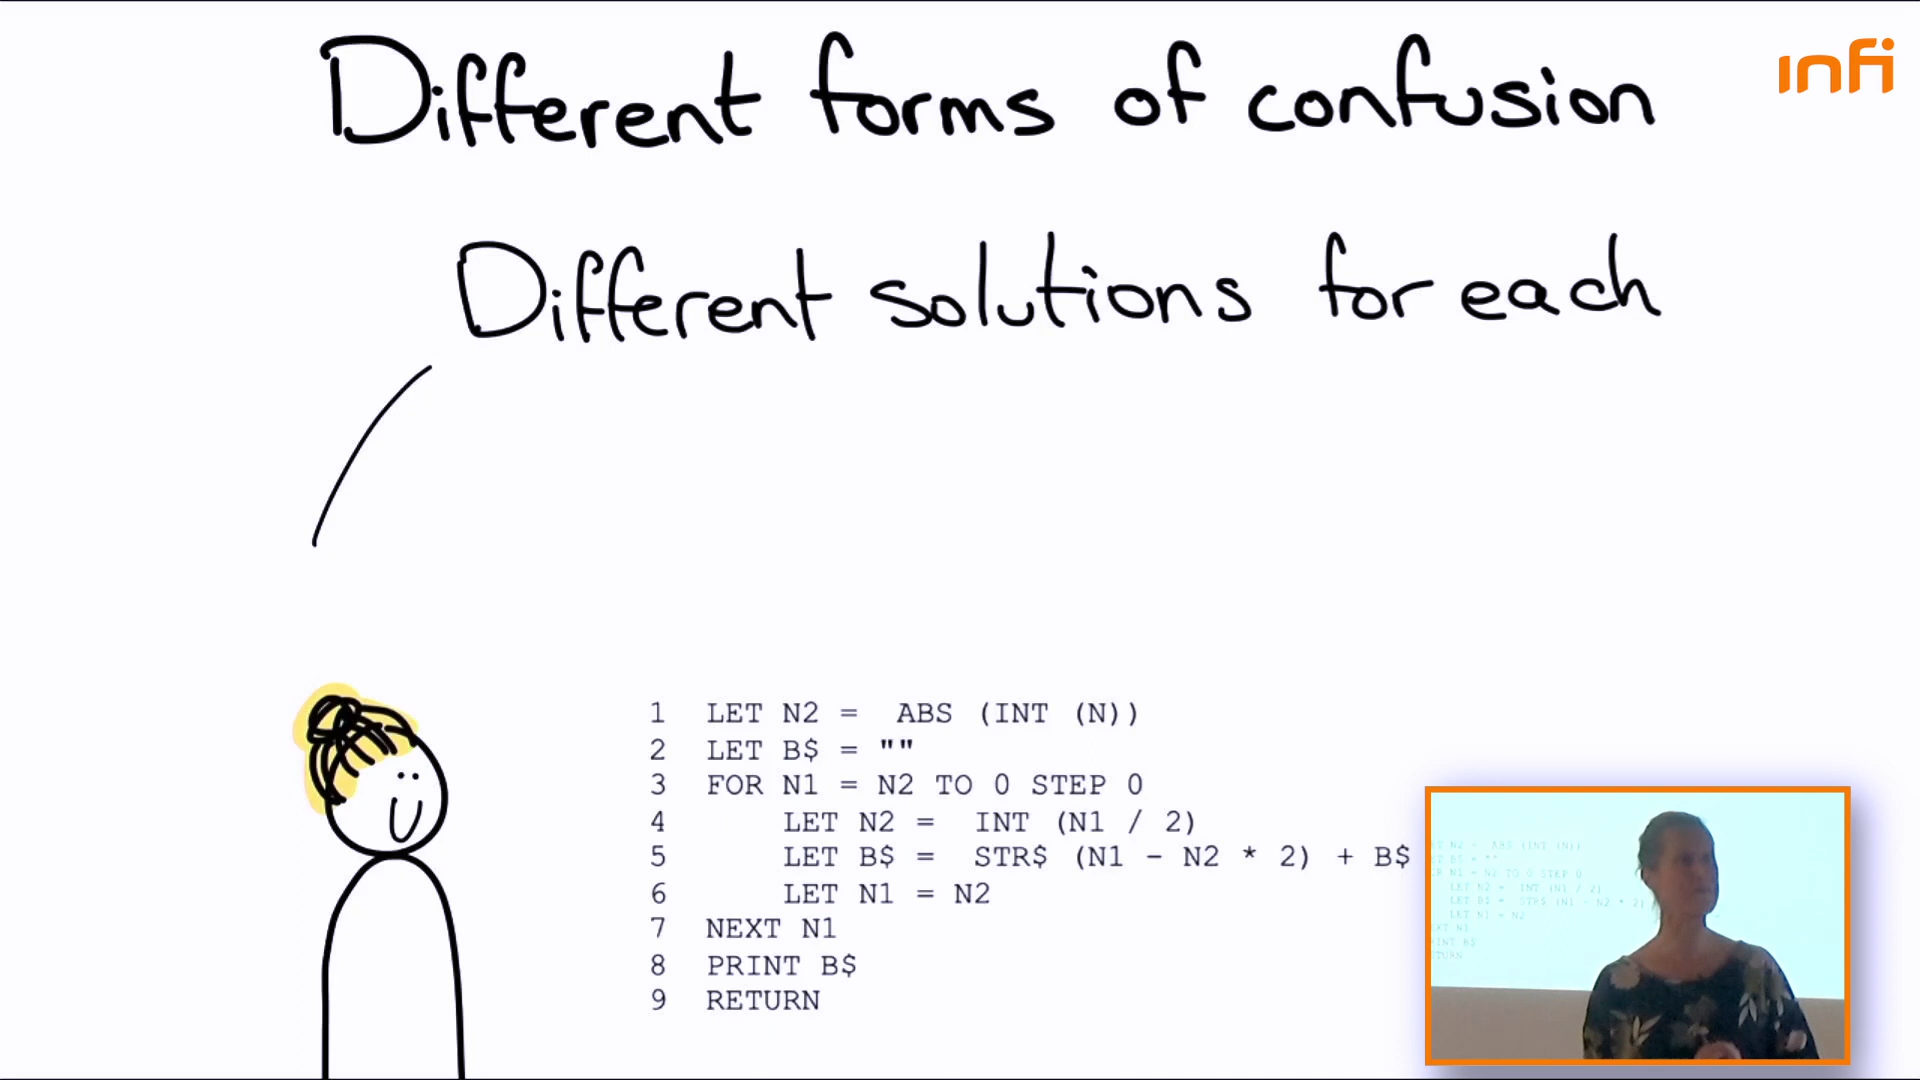 Different forms of confusion
infi
Different solutions for each
1 LET N2 = ABS (INT (N))
2 LET B$ = ""
3 FOR N1 = N2 TO 0 STEP 0
4 LET N2 = INT (N1 / 2)
5 LET B$ = STR$ (N1 - N2 * 2) + B$
6 LET N1 = N2
7 NEXT N1
8 PRINT B$
9 RETURN